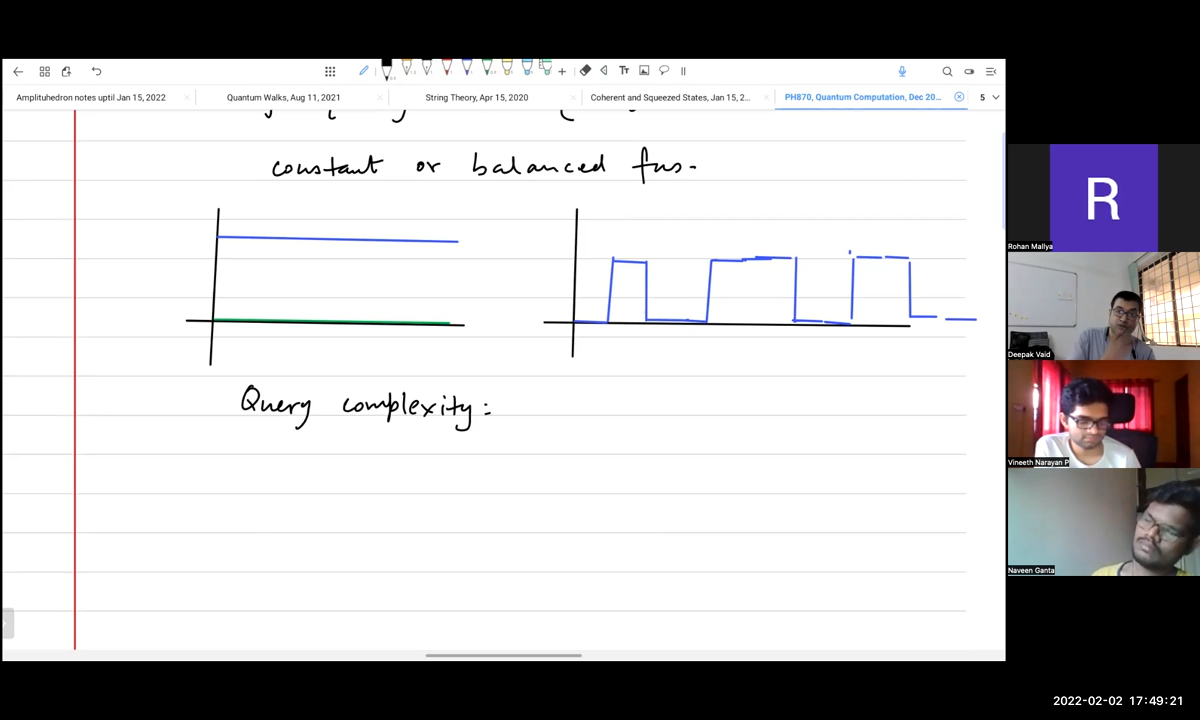 Amplituhedron notes uptil Jan 15, 2022
Quantum Walks, Aug 11, 2021
String Theory, Apr 15, 2020
Coherent and Squeezed States, Jan 15, 2...
PH870, Quantum Computation, Dec 20...
5
Tт
constant or balanced fns.
Query complexity:
R
Rohan Mallya
Deepak Vaid
Vineeth Narayan P
Naveen Ganta
2022-02-02 17:49:21